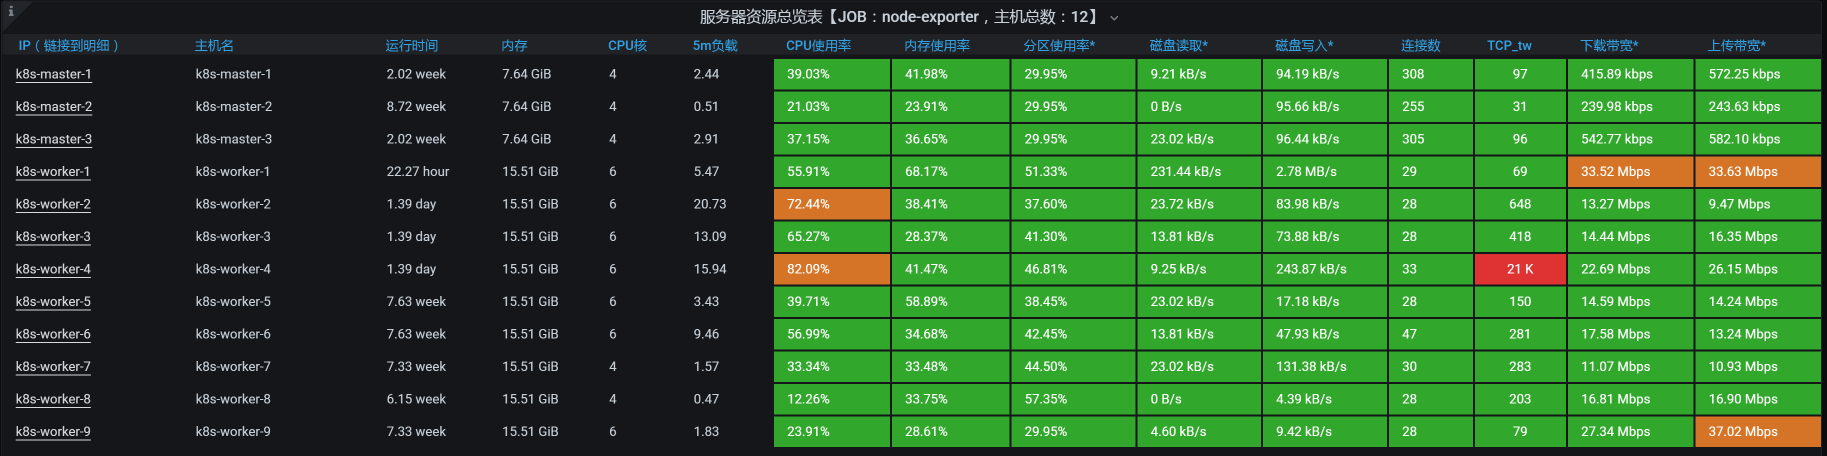 服务器资源总览表【JOB：node-exporter，主机总数：12】
IP（链接到明细） 主机名 运行时间 内存 CPU核 5m负载 CPU使用率 内存使用率 分区使用率* 磁盘读取* 磁盘写入* 连接数 TCP_tw 下载带宽* 上传带宽*
k8s-master-1 k8s-master-1 2.02 week 7.64 GiB 4 2.44 39.03% 41.98% 29.95% 9.21 kB/s 94.19 kB/s 308 97 415.89 kbps 572.25 kbps
k8s-master-2 k8s-master-2 8.72 week 7.64 GiB 4 0.51 21.03% 23.91% 29.95% 0 B/s 95.66 kB/s 255 31 239.98 kbps 243.63 kbps
k8s-master-3 k8s-master-3 2.02 week 7.64 GiB 4 2.91 37.15% 36.65% 29.95% 23.02 kB/s 96.44 kB/s 305 96 542.77 kbps 582.10 kbps
k8s-worker-1 k8s-worker-1 22.27 hour 15.51 GiB 6 5.47 55.91% 68.17% 51.33% 231.44 kB/s 2.78 MB/s 29 69 33.52 Mbps 33.63 Mbps
k8s-worker-2 k8s-worker-2 1.39 day 15.51 GiB 6 20.73 72.44% 38.41% 37.60% 23.72 kB/s 83.98 kB/s 28 648 13.27 Mbps 9.47 Mbps
k8s-worker-3 k8s-worker-3 1.39 day 15.51 GiB 6 13.09 65.27% 28.37% 41.30% 13.81 kB/s 73.88 kB/s 28 418 14.44 Mbps 16.35 Mbps
k8s-worker-4 k8s-worker-4 1.39 day 15.51 GiB 6 15.94 82.09% 41.47% 46.81% 9.25 kB/s 243.87 kB/s 33 21 K 22.69 Mbps 26.15 Mbps
k8s-worker-5 k8s-worker-5 7.63 week 15.51 GiB 6 3.43 39.71% 58.89% 38.45% 23.02 kB/s 17.18 kB/s 28 150 14.59 Mbps 14.24 Mbps
k8s-worker-6 k8s-worker-6 7.63 week 15.51 GiB 6 9.46 56.99% 34.68% 42.45% 13.81 kB/s 47.93 kB/s 47 281 17.58 Mbps 13.24 Mbps
k8s-worker-7 k8s-worker-7 7.33 week 15.51 GiB 4 1.57 33.34% 33.48% 44.50% 23.02 kB/s 131.38 kB/s 30 283 11.07 Mbps 10.93 Mbps
k8s-worker-8 k8s-worker-8 6.15 week 15.51 GiB 4 0.47 12.26% 33.75% 57.35% 0 B/s 4.39 kB/s 28 203 16.81 Mbps 16.90 Mbps
k8s-worker-9 k8s-worker-9 7.33 week 15.51 GiB 6 1.83 23.91% 28.61% 29.95% 4.60 kB/s 9.42 kB/s 28 79 27.34 Mbps 37.02 Mbps